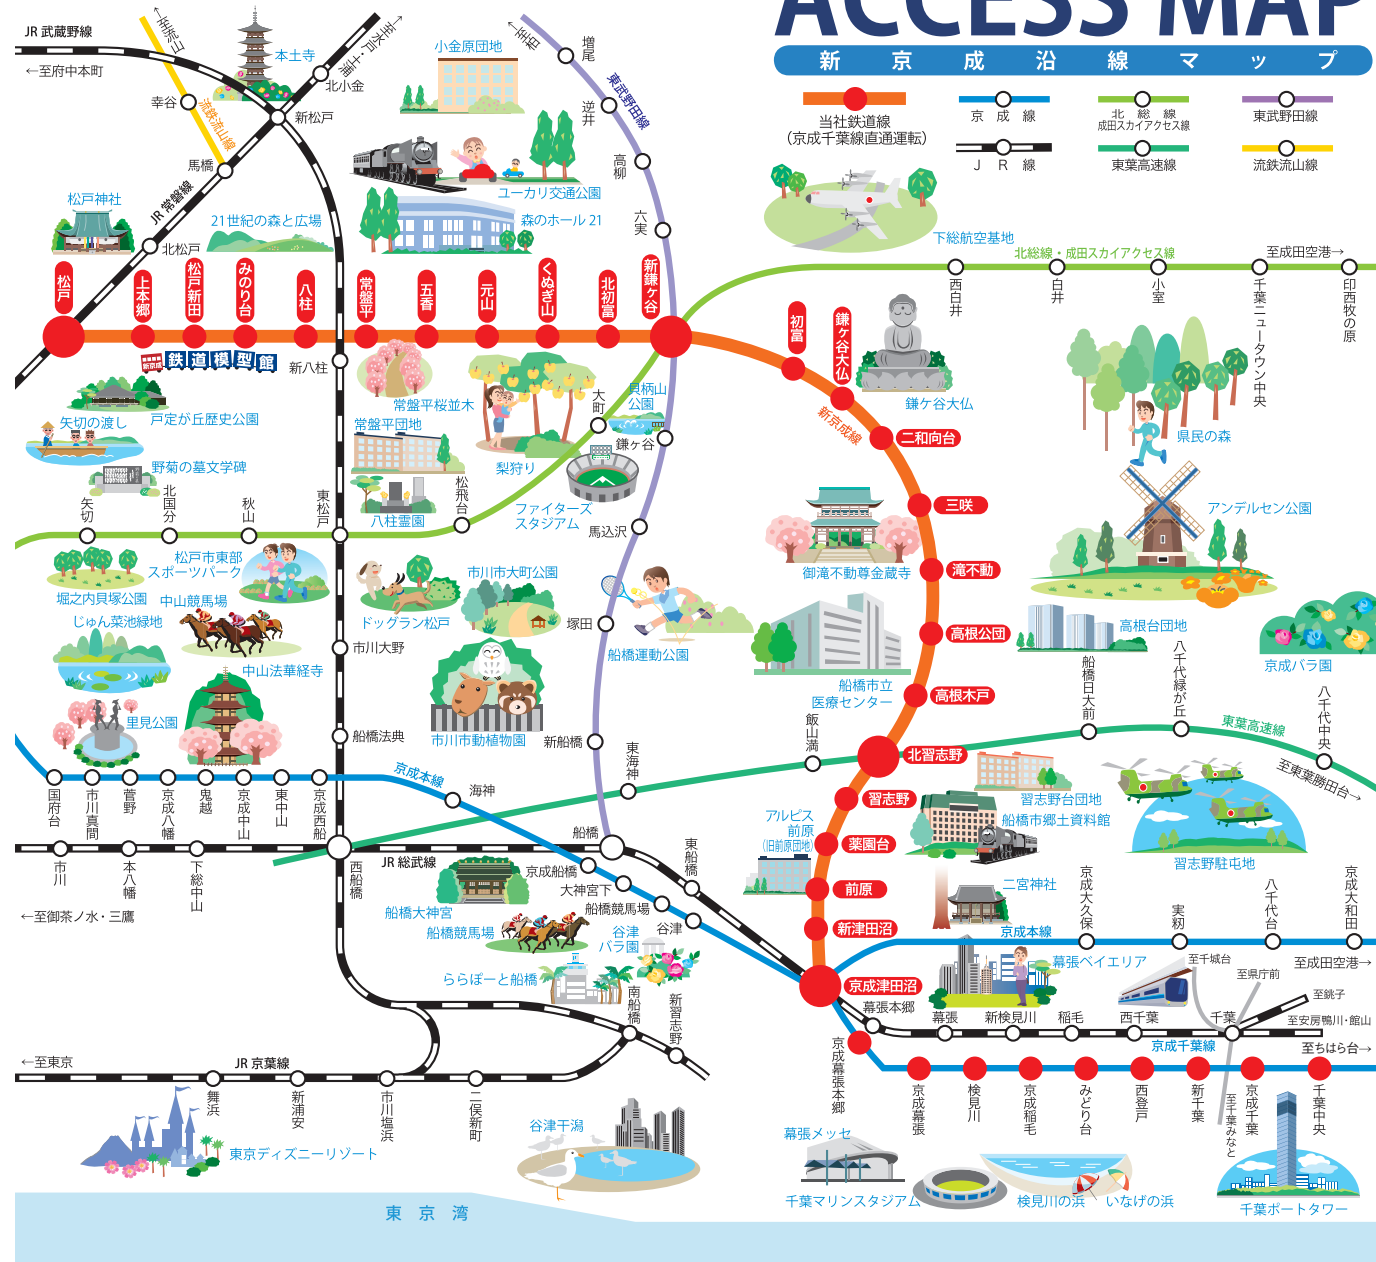 ACCESS MAP
新京成沿線マップ
当社鉄道線
(京成千葉線直通運転)
京成線
北総線
成田スカイアクセス線
東武野田線
JR線
東葉高速線
流鉄流山線
JR 武蔵野線
←至府中本町
←至流山
本土寺
至水戸・土浦→
北小金
幸谷
流鉄流山線
新松戸
馬橋
JR 常磐線
松戸神社
21世紀の森と広場
北松戸
小金原団地
←至柏
増尾
東武野田線
逆井
高柳
ユーカリ交通公園
六実
森のホール21
下総航空基地
北総線・成田スカイアクセス線
至成田空港→
西白井
白井
小室
千葉ニュータウン中央
印西牧の原
松戸
上本郷
松戸新田
みのり台
八柱
常盤平
五香
元山
くぬぎ山
北初富
新鎌ヶ谷
初富
鎌ヶ谷大仏
新京成
鉄道模型館
新八柱
鎌ケ谷大仏
新京成線
二和向台
県民の森
戸定が丘歴史公園
矢切の渡し
野菊の墓文学碑
常盤平桜並木
常盤平団地
梨狩り
大町
貝柄山
公園
鎌ヶ谷
八柱霊園
松飛台
ファイターズ
スタジアム
馬込沢
矢切
北国分
秋山
東松戸
三咲
御滝不動尊金蔵寺
アンデルセン公園
滝不動
松戸市東部
スポーツパーク
堀之内貝塚公園
中山競馬場
じゅん菜池緑地
ドッグラン松戸
市川市大町公園
塚田
船橋運動公園
高根公団
高根台団地
京成バラ園
市川大野
中山法華経寺
船橋市立
医療センター
高根木戸
船橋日大前
八千代緑が丘
八千代中央
里見公園
船橋法典
市川市動植物園
新船橋
東海神
飯山満
北習志野
東葉高速線
至東葉勝田台→
京成本線
海神
国府台
市川真間
菅野
京成八幡
鬼越
京成中山
東中山
京成西船
習志野
習志野台団地
船橋市郷土資料館
習志野駐屯地
アルピス
前原
(旧前原団地)
薬園台
船橋
東船橋
市川
本八幡
下総中山
西船橋
JR 総武線
京成船橋
大神宮下
船橋競馬場
谷津
前原
二宮神社
京成大久保
実籾
八千代台
京成大和田
←至御茶ノ水・三鷹
船橋大神宮
船橋競馬場
谷津
バラ園
新津田沼
京成本線
幕張ベイエリア
至成田空港→
ららぽーと船橋
南船橋
新習志野
京成津田沼
幕張本郷
幕張
新検見川
稲毛
西千葉
千葉
至千城台
至県庁前
至銚子
至安房鴨川・館山
←至東京
JR 京葉線
京成千葉線
至ちはら台→
舞浜
新浦安
市川塩浜
二俣新町
京成幕張本郷
京成幕張
検見川
京成稲毛
みどり台
西登戸
新千葉
至千葉みなと
京成千葉
千葉中央
東京ディズニーリゾート
谷津干潟
幕張メッセ
千葉マリンスタジアム
検見川の浜
いなげの浜
千葉ポートタワー
東京湾